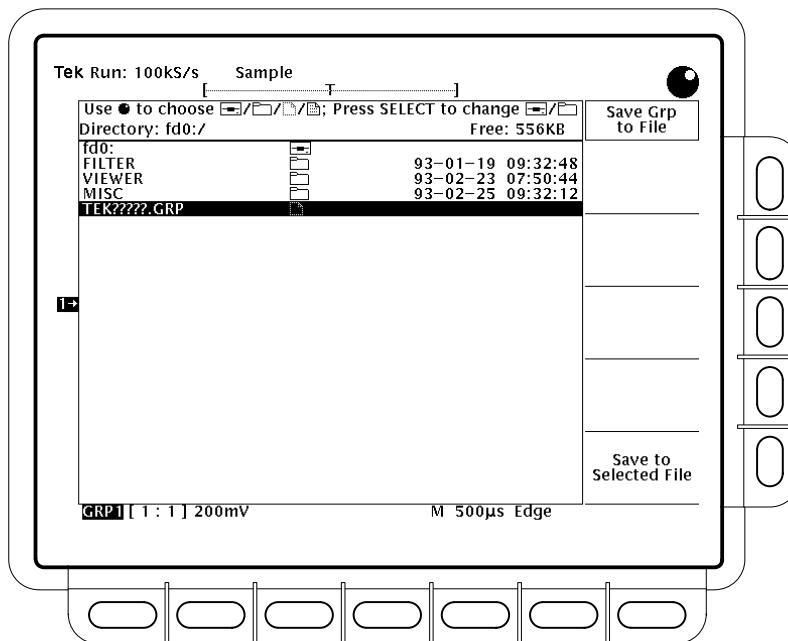 Tek Run: 100kS/s Sample
[ T ]
Use to choose / / / ; Press SELECT to change /
Directory: fd0:/ Free: 556KB
fd0:
FILTER 93-01-19 09:32:48
VIEWER 93-02-23 07:50:44
MISC 93-02-25 09:32:12
TEK?????.GRP
Save Grp
to File
1→
Save to
Selected File
GRP1 [ 1 : 1 ] 200mV M 500µs Edge